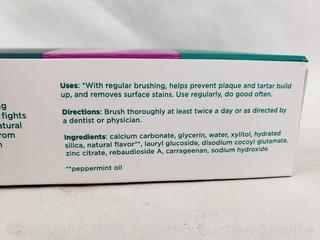 Uses: *With regular brushing, helps prevent plaque and tartar build
up, and removes surface stains. Use regularly, do good often.
Directions: Brush thoroughly at least twice a day or as directed by
a dentist or physician.
Ingredients: calcium carbonate, glycerin, water, xylitol, hydrated
silica, natural flavor**, lauryl glucoside, disodium cocoyl glutamate,
zinc citrate, rebaudioside A, carrageenan, sodium hydroxide.
**peppermint oil
fights